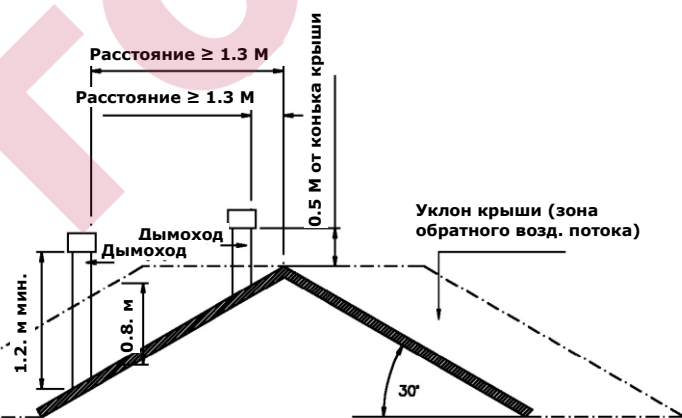 Расстояние ≥ 1.3 М
Расстояние ≥ 1.3 М
0.5 М от конька крыши
Уклон крыши (зона
обратного возд. потока)
Дымоход
Дымоход
1.2. м мин.
0.8. м
30°